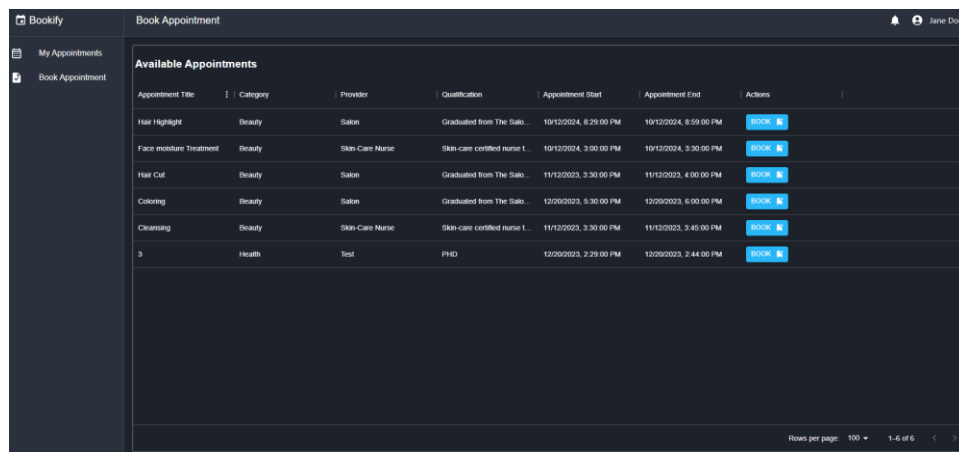 Bookify Book Appointment Jane Do
My Appointments
Book Appointment
Available Appointments
Appointment Title Category Provider Qualification Appointment Start Appointment End Actions
Hair Highlight Beauty Salon Graduated from The Salo... 10/12/2024, 8:29:00 PM 10/12/2024, 8:59:00 PM BOOK
Face moisture Treatment Beauty Skin-Care Nurse Skin-care certified nurse t... 10/12/2024, 3:00:00 PM 10/12/2024, 3:30:00 PM BOOK
Hair Cut Beauty Salon Graduated from The Salo... 11/12/2023, 3:30:00 PM 11/12/2023, 4:00:00 PM BOOK
Coloring Beauty Salon Graduated from The Salo... 12/20/2023, 5:30:00 PM 12/20/2023, 6:00:00 PM BOOK
Cleansing Beauty Skin-Care Nurse Skin-care certified nurse t... 11/12/2023, 3:30:00 PM 11/12/2023, 3:45:00 PM BOOK
3 Health Test PHD 12/20/2023, 2:29:00 PM 12/20/2023, 2:44:00 PM BOOK
Rows per page: 100 1–6 of 6